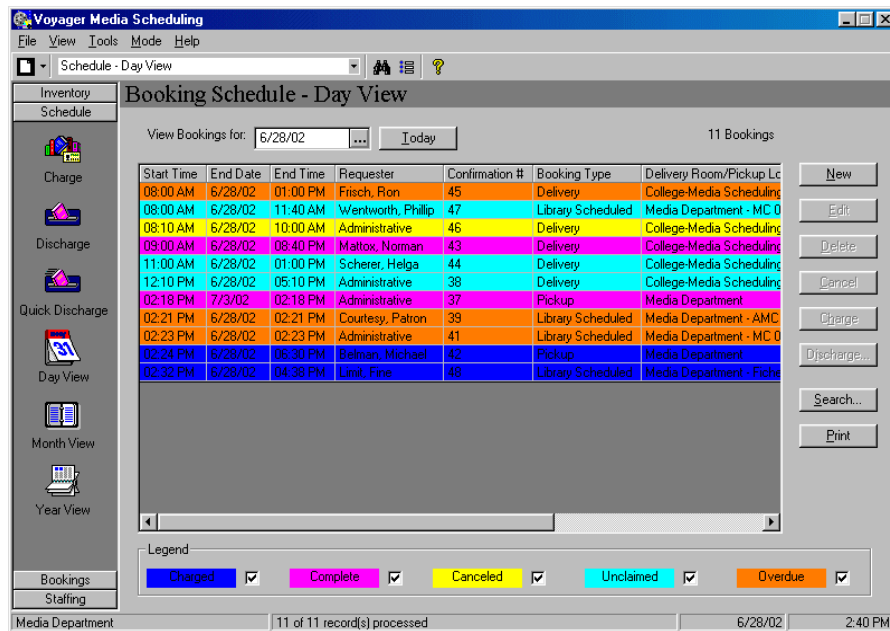 Voyager Media Scheduling
File View Tools Mode Help
Schedule - Day View
Inventory
Schedule
Charge
Discharge
Quick Discharge
31
Day View
Month View
Year View
Bookings
Staffing
Booking Schedule - Day View
View Bookings for: 6/28/02 ... Today 11 Bookings
Start Time End Date End Time Requester Confirmation # Booking Type Delivery Room/Pickup Lo
08:00 AM 6/28/02 01:00 PM Frisch, Ron 45 Delivery College-Media Scheduling
08:00 AM 6/28/02 11:40 AM Wentworth, Phillip 47 Library Scheduled Media Department - MC 0
08:10 AM 6/28/02 10:00 AM Administrative 46 Delivery College-Media Scheduling
09:00 AM 6/28/02 08:40 PM Mattox, Norman 43 Delivery College-Media Scheduling
11:00 AM 6/28/02 01:00 PM Scherer, Helga 44 Delivery College-Media Scheduling
12:10 PM 6/28/02 05:10 PM Administrative 38 Delivery College-Media Scheduling
02:18 PM 7/3/02 02:18 PM Administrative 37 Pickup Media Department
02:21 PM 6/28/02 02:21 PM Courtesy, Patron 39 Library Scheduled Media Department - AMC
02:23 PM 6/28/02 02:23 PM Administrative 41 Library Scheduled Media Department - MC 0
02:24 PM 6/28/02 06:30 PM Belman, Michael 42 Pickup Media Department
02:32 PM 6/28/02 04:39 PM Limit, Fine 48 Library Scheduled Media Department - Fiche
New
Edit
Delete
Cancel
Charge
Discharge...
Search...
Print
Legend
Charged Complete Canceled Unclaimed Overdue
Media Department 11 of 11 record(s) processed 6/28/02 2:40 PM